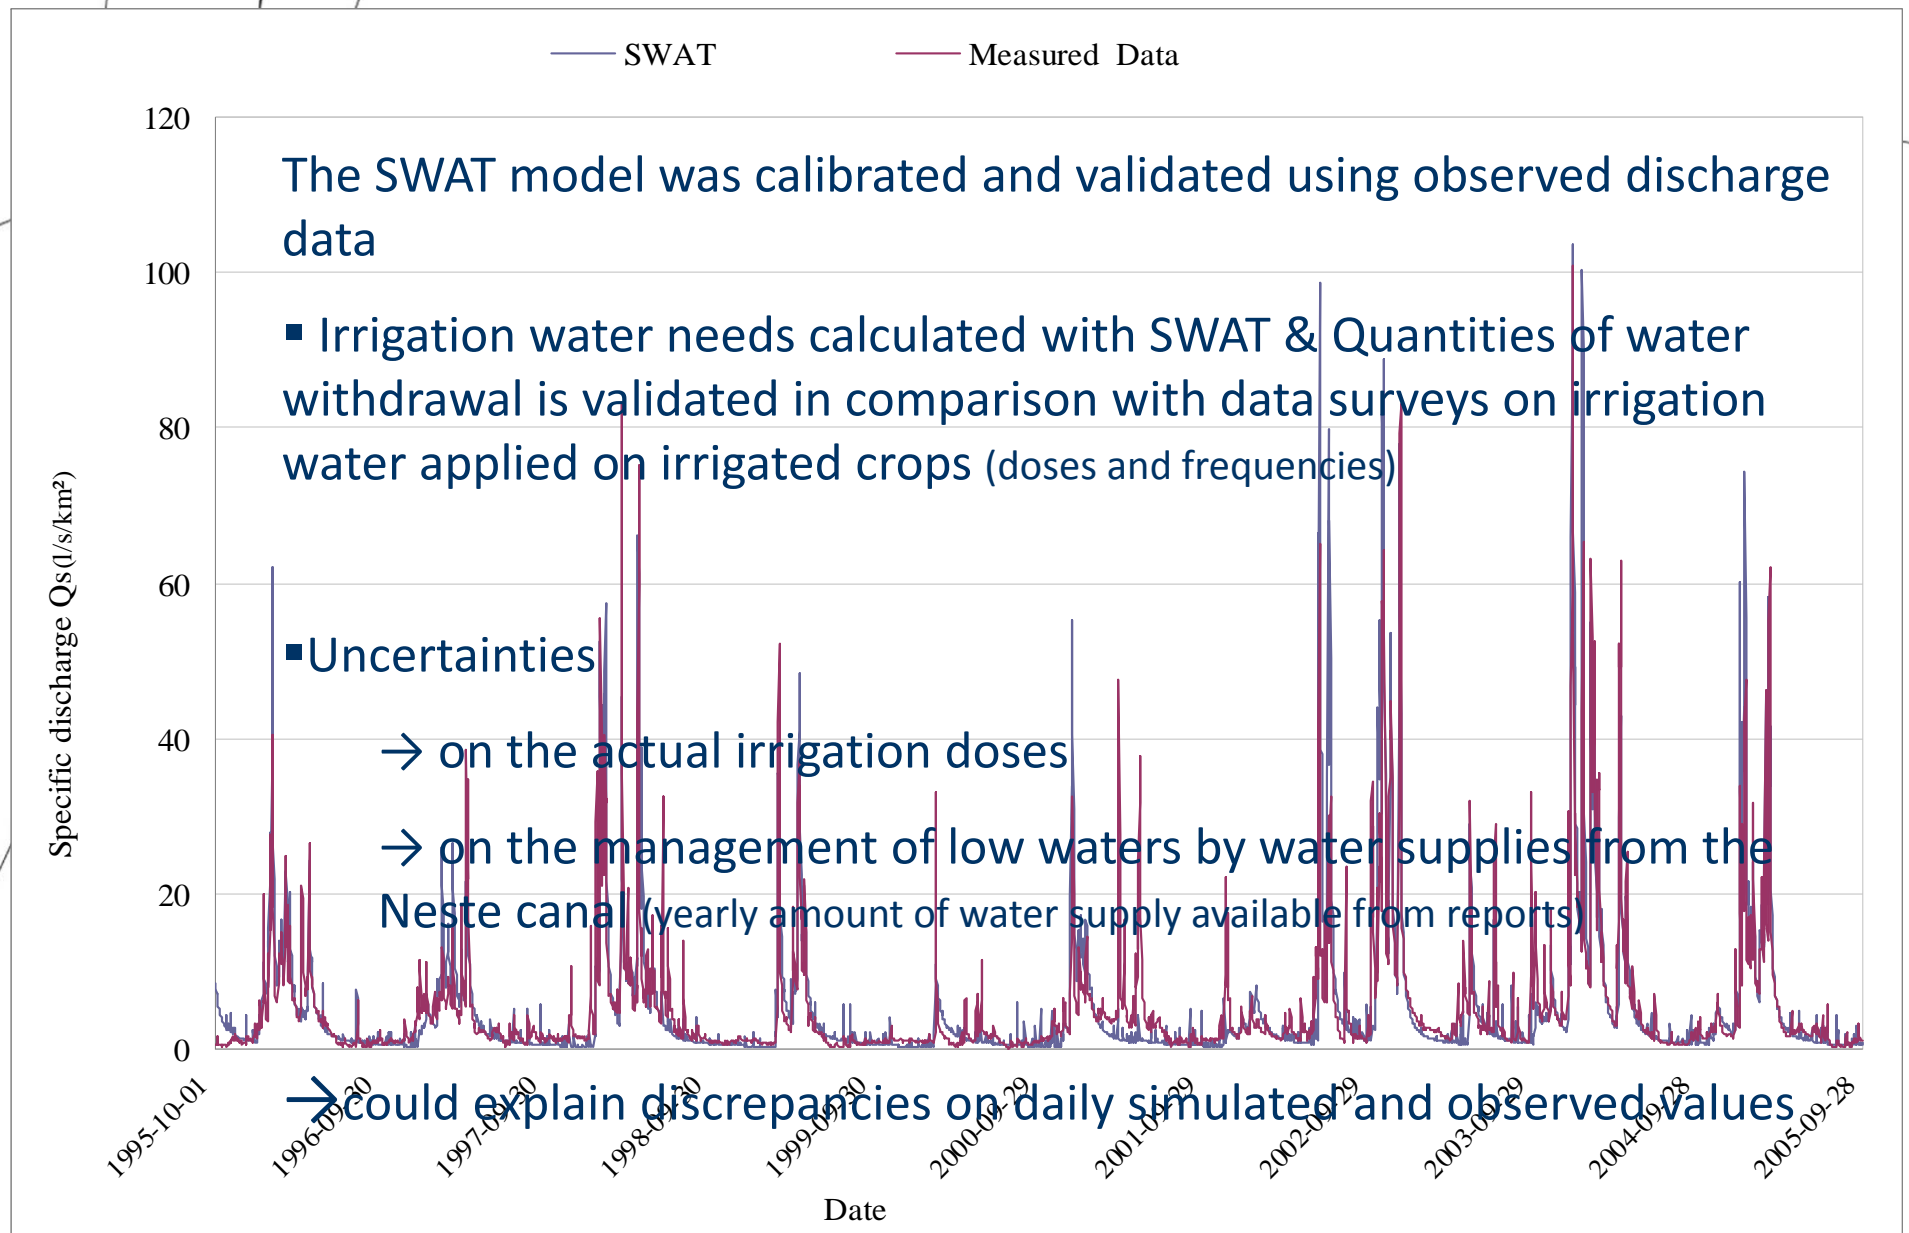 SWAT
Measured Data
120
100
80
60
40
20
0
Specific discharge Qs(l/s/km²)
The SWAT model was calibrated and validated using observed discharge
data
▪ Irrigation water needs calculated with SWAT & Quantities of water
withdrawal is validated in comparison with data surveys on irrigation
water applied on irrigated crops (doses and frequencies)
▪Uncertainties
→ on the actual irrigation doses
→ on the management of low waters by water supplies from the
Neste canal (yearly amount of water supply available from reports)
→could explain discrepancies on daily simulated and observed values
1995-10-01
1996-09-30
1997-09-30
1998-09-30
1999-09-30
2000-09-29
2001-09-29
2002-09-29
2003-09-29
2004-09-28
2005-09-28
Date